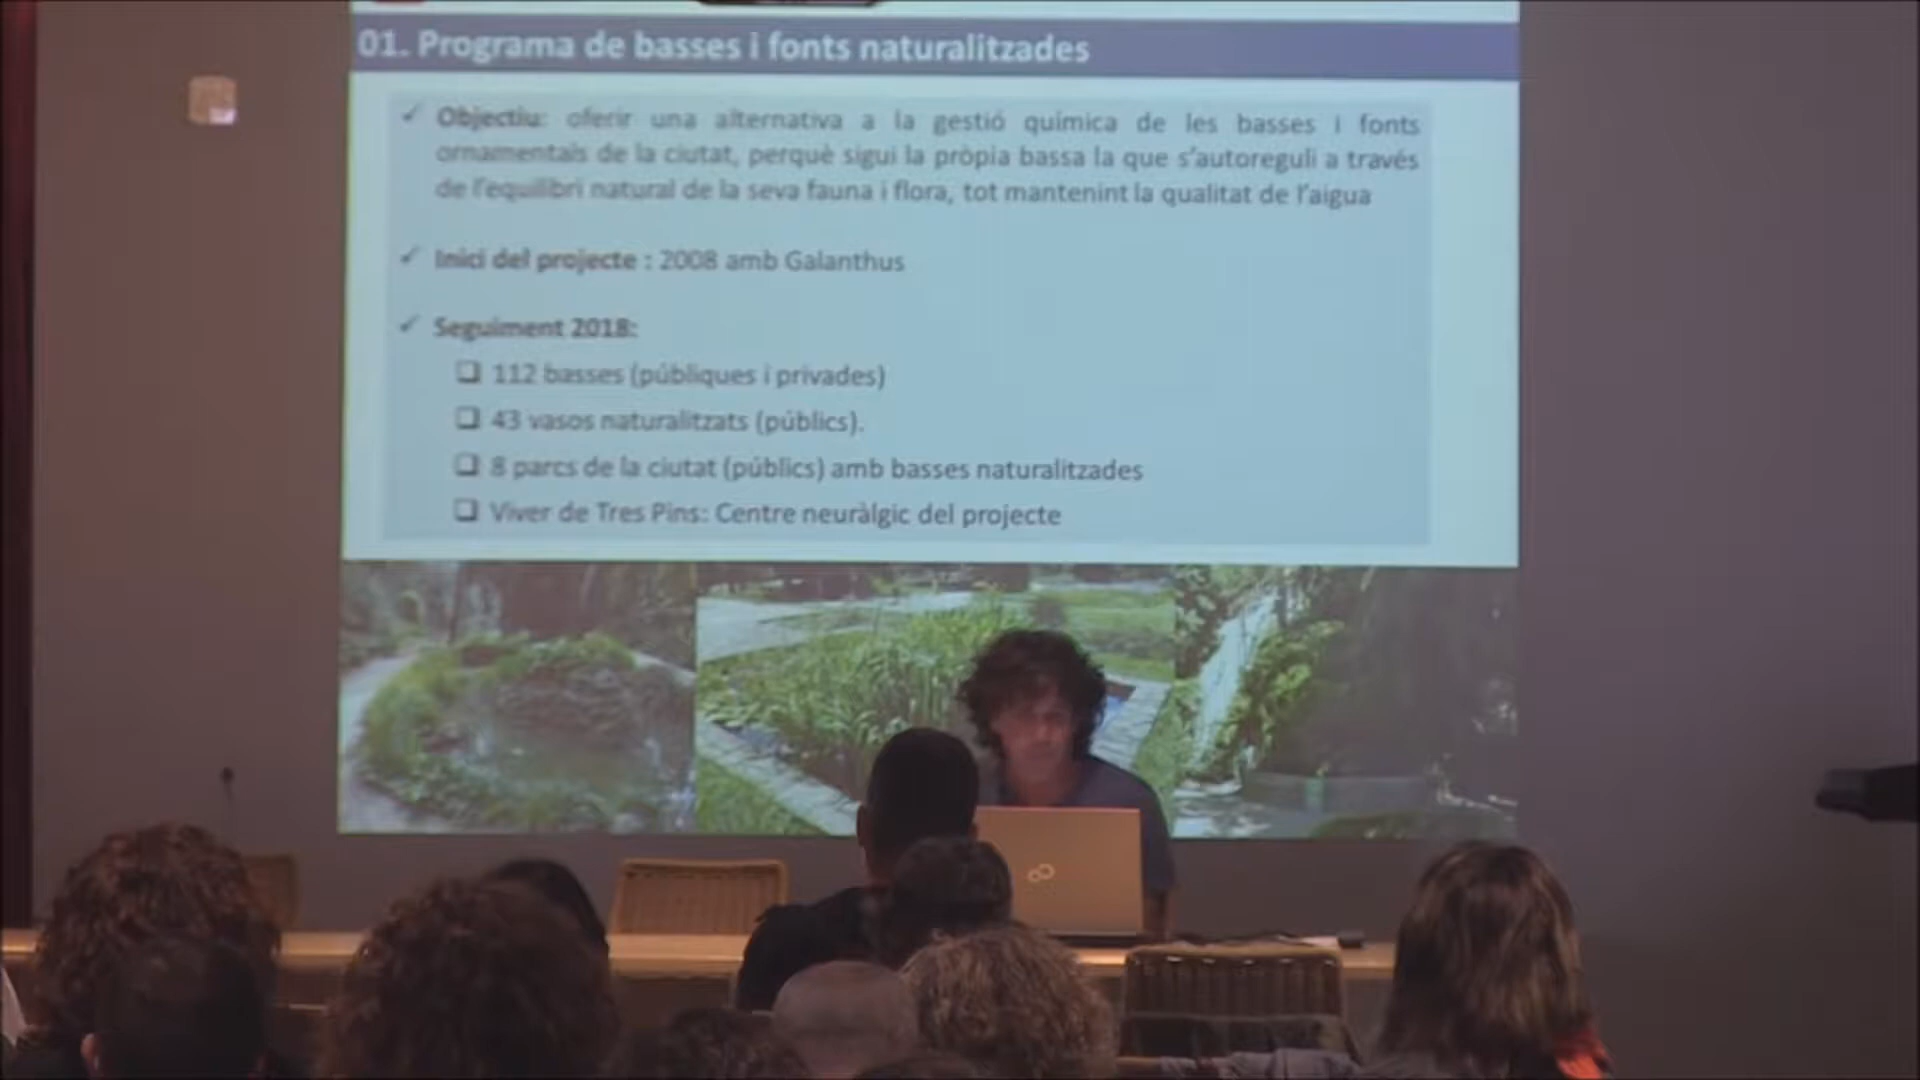 01. Programa de basses i fonts naturalitzades
✓ Objectiu: oferir una alternativa a la gestió química de les basses i fonts
ornamentals de la ciutat, perquè sigui la pròpia bassa la que s'autoreguli a través
de l'equilibri natural de la seva fauna i flora, tot mantenint la qualitat de l'aigua
✓ Inici del projecte : 2008 amb Galanthus
✓ Seguiment 2018:
❑ 112 basses (públiques i privades)
❑ 43 vasos naturalitzats (públics).
❑ 8 parcs de la ciutat (públics) amb basses naturalitzades
❑ Viver de Tres Pins: Centre neuràlgic del projecte